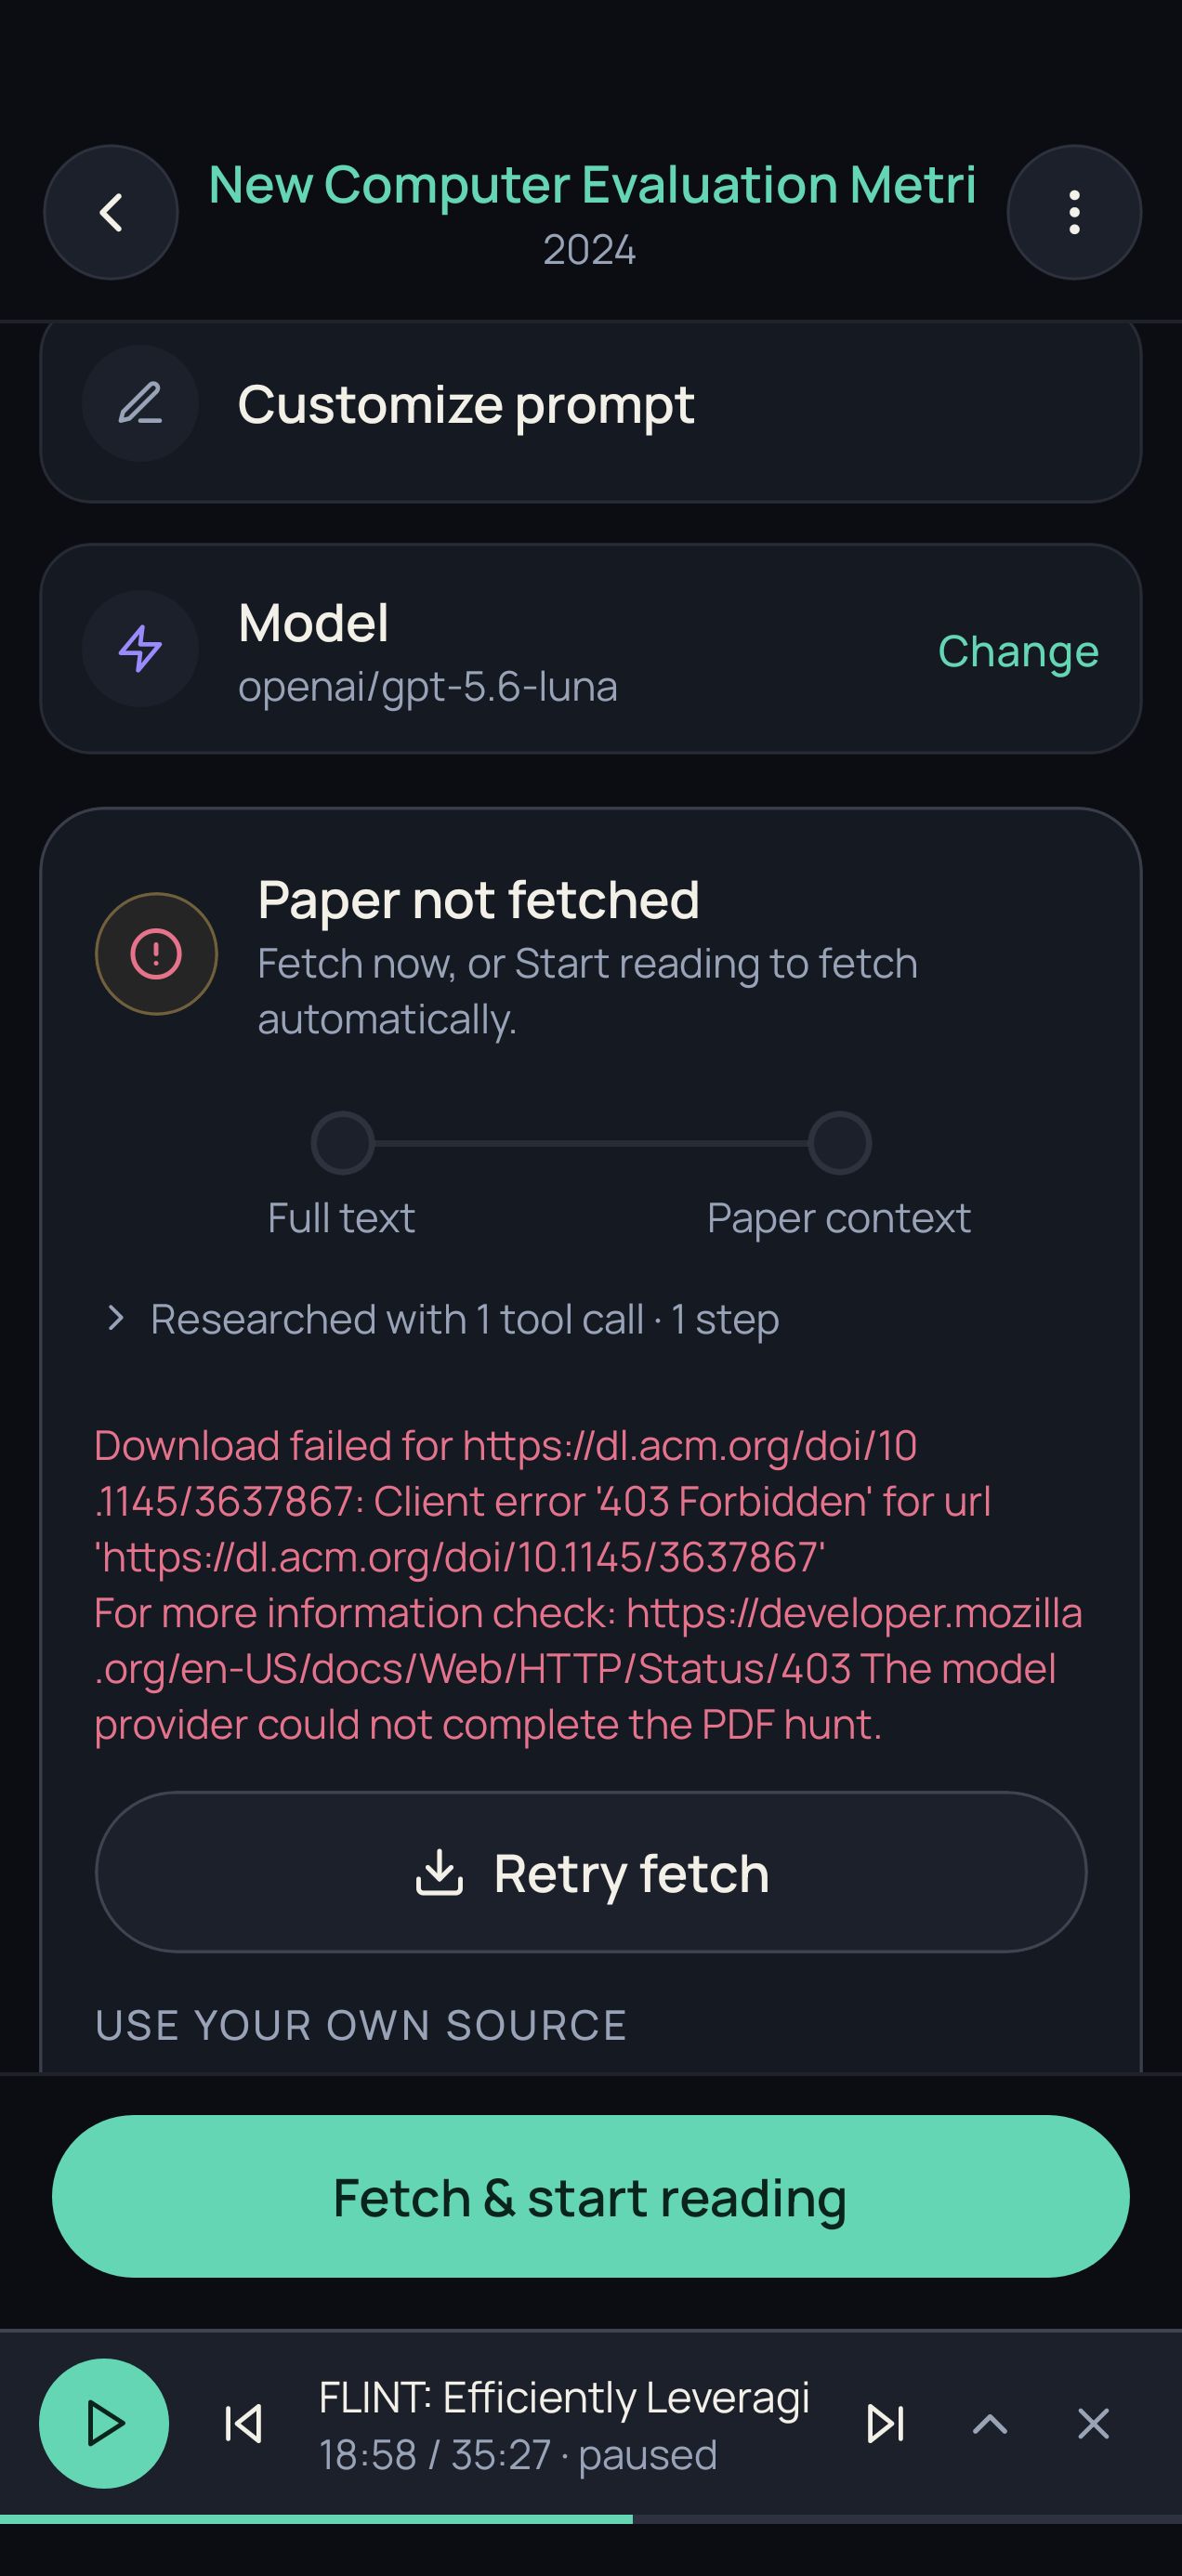 New Computer Evaluation Metri
2024
Customize prompt
Model
openai/gpt-5.6-luna
Change
Paper not fetched
Fetch now, or Start reading to fetch
automatically.
Full text
Paper context
Researched with 1 tool call · 1 step
Download failed for https://dl.acm.org/doi/10
.1145/3637867: Client error '403 Forbidden' for url
'https://dl.acm.org/doi/10.1145/3637867'
For more information check: https://developer.mozilla
.org/en-US/docs/Web/HTTP/Status/403 The model
provider could not complete the PDF hunt.
Retry fetch
USE YOUR OWN SOURCE
Fetch & start reading
FLINT: Efficiently Leveragi
18:58 / 35:27 · paused